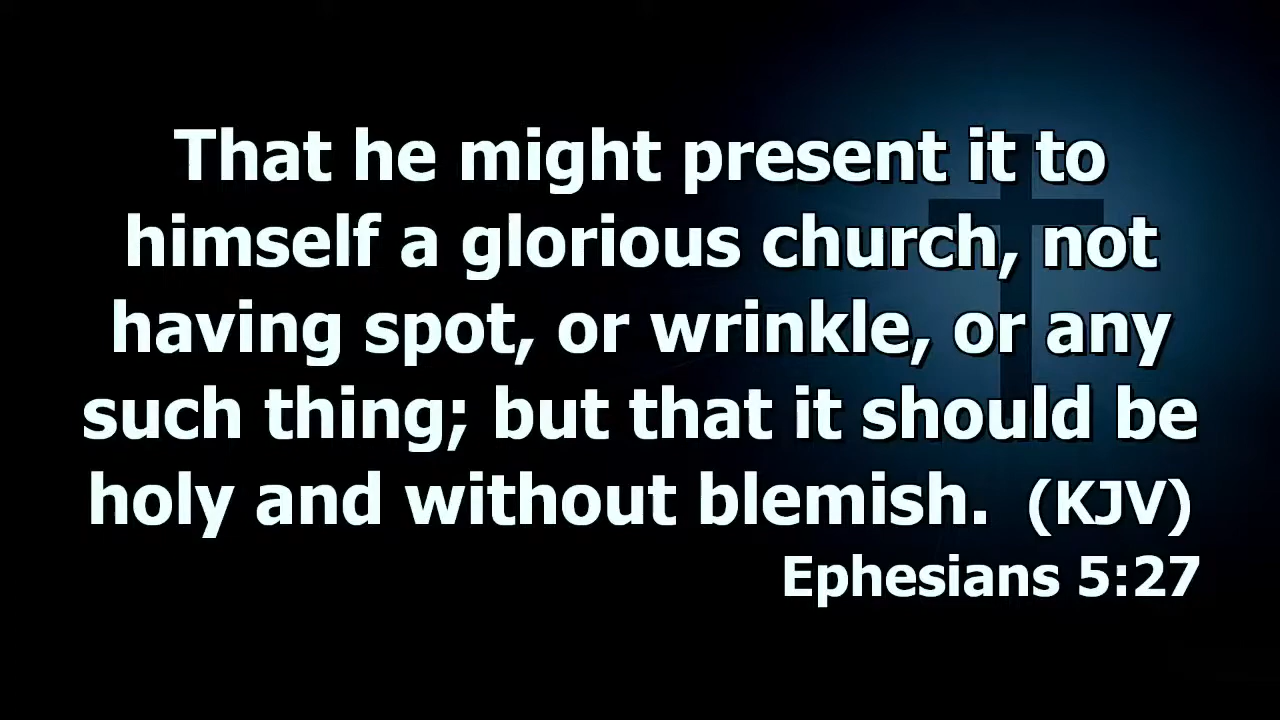 That he might present it to
himself a glorious church, not
having spot, or wrinkle, or any
such thing; but that it should be
holy and without blemish. (KJV)
Ephesians 5:27